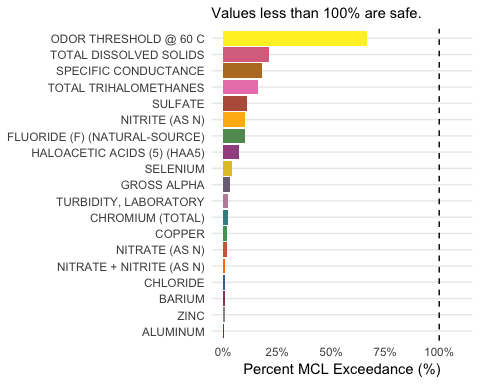 Values less than 100% are safe.
ODOR THRESHOLD @ 60 C
TOTAL DISSOLVED SOLIDS
SPECIFIC CONDUCTANCE
TOTAL TRIHALOMETHANES
SULFATE
NITRITE (AS N)
FLUORIDE (F) (NATURAL-SOURCE)
HALOACETIC ACIDS (5) (HAA5)
SELENIUM
GROSS ALPHA
TURBIDITY, LABORATORY
CHROMIUM (TOTAL)
COPPER
NITRATE (AS N)
NITRATE + NITRITE (AS N)
CHLORIDE
BARIUM
ZINC
ALUMINUM
0% 25% 50% 75% 100%
Percent MCL Exceedance (%)